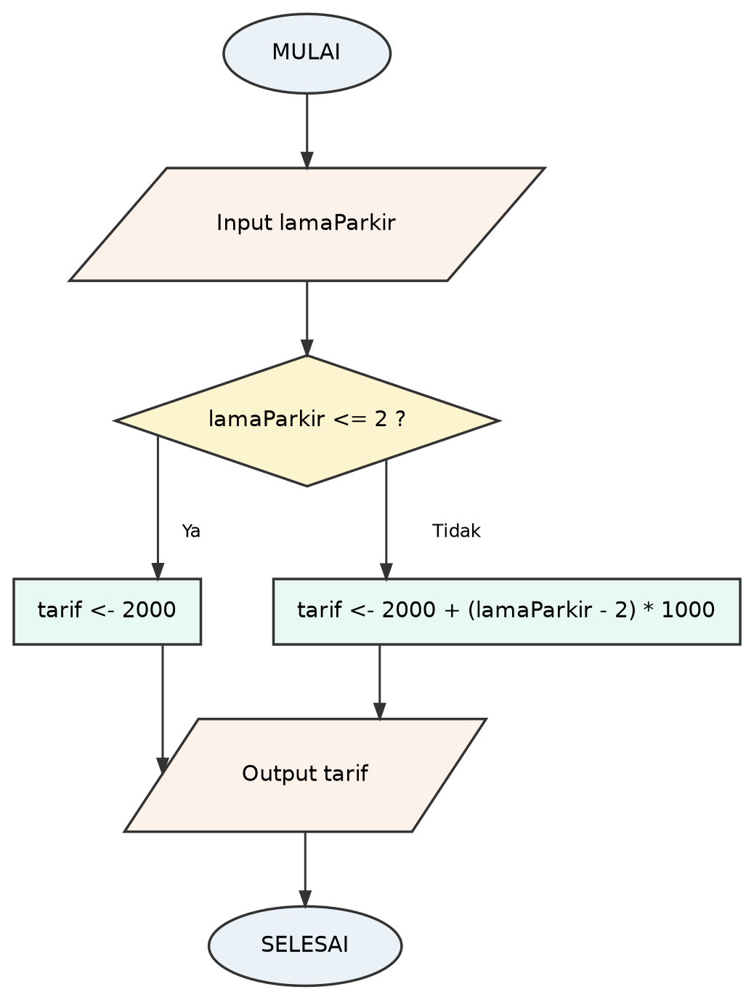 MULAI
Input lamaParkir
lamaParkir <= 2 ?
Ya
Tidak
tarif <- 2000
tarif <- 2000 + (lamaParkir - 2) * 1000
Output tarif
SELESAI